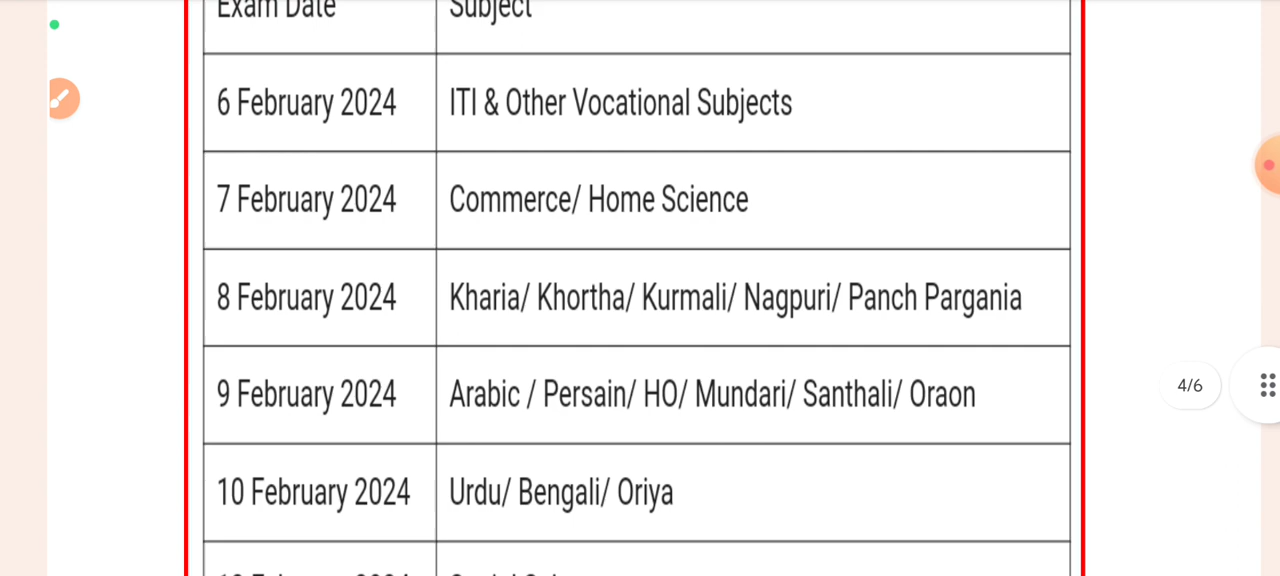 Exam Date Subject
6 February 2024 ITI & Other Vocational Subjects
7 February 2024 Commerce/ Home Science
8 February 2024 Kharia/ Khortha/ Kurmali/ Nagpuri/ Panch Pargania
9 February 2024 Arabic / Persain/ HO/ Mundari/ Santhali/ Oraon
4/6
10 February 2024 Urdu/ Bengali/ Oriya